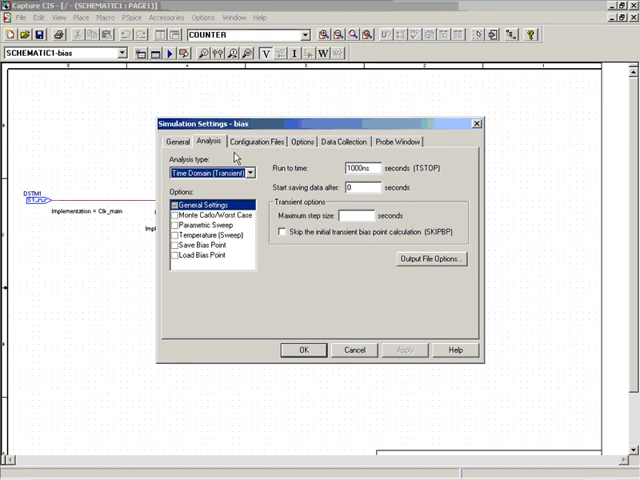 Capture CIS - [/ - (SCHEMATIC1 : PAGE1)]
File Edit View Place Macro PSpice Accessories Options Window Help
COUNTER
SCHEMATIC1-bias
V I W
Simulation Settings - bias
General Analysis Configuration Files Options Data Collection Probe Window
Analysis type:
Time Domain (Transient)
Run to time: 1000ns seconds (TSTOP)
Start saving data after: 0 seconds
Options:
General Settings
Monte Carlo/Worst Case
Parametric Sweep
Temperature (Sweep)
Save Bias Point
Load Bias Point
Transient options
Maximum step size: seconds
Skip the initial transient bias point calculation (SKIPBP)
Output File Options...
OK Cancel Apply Help
DSTM1
S1
Implementation = Clk_main
Impl